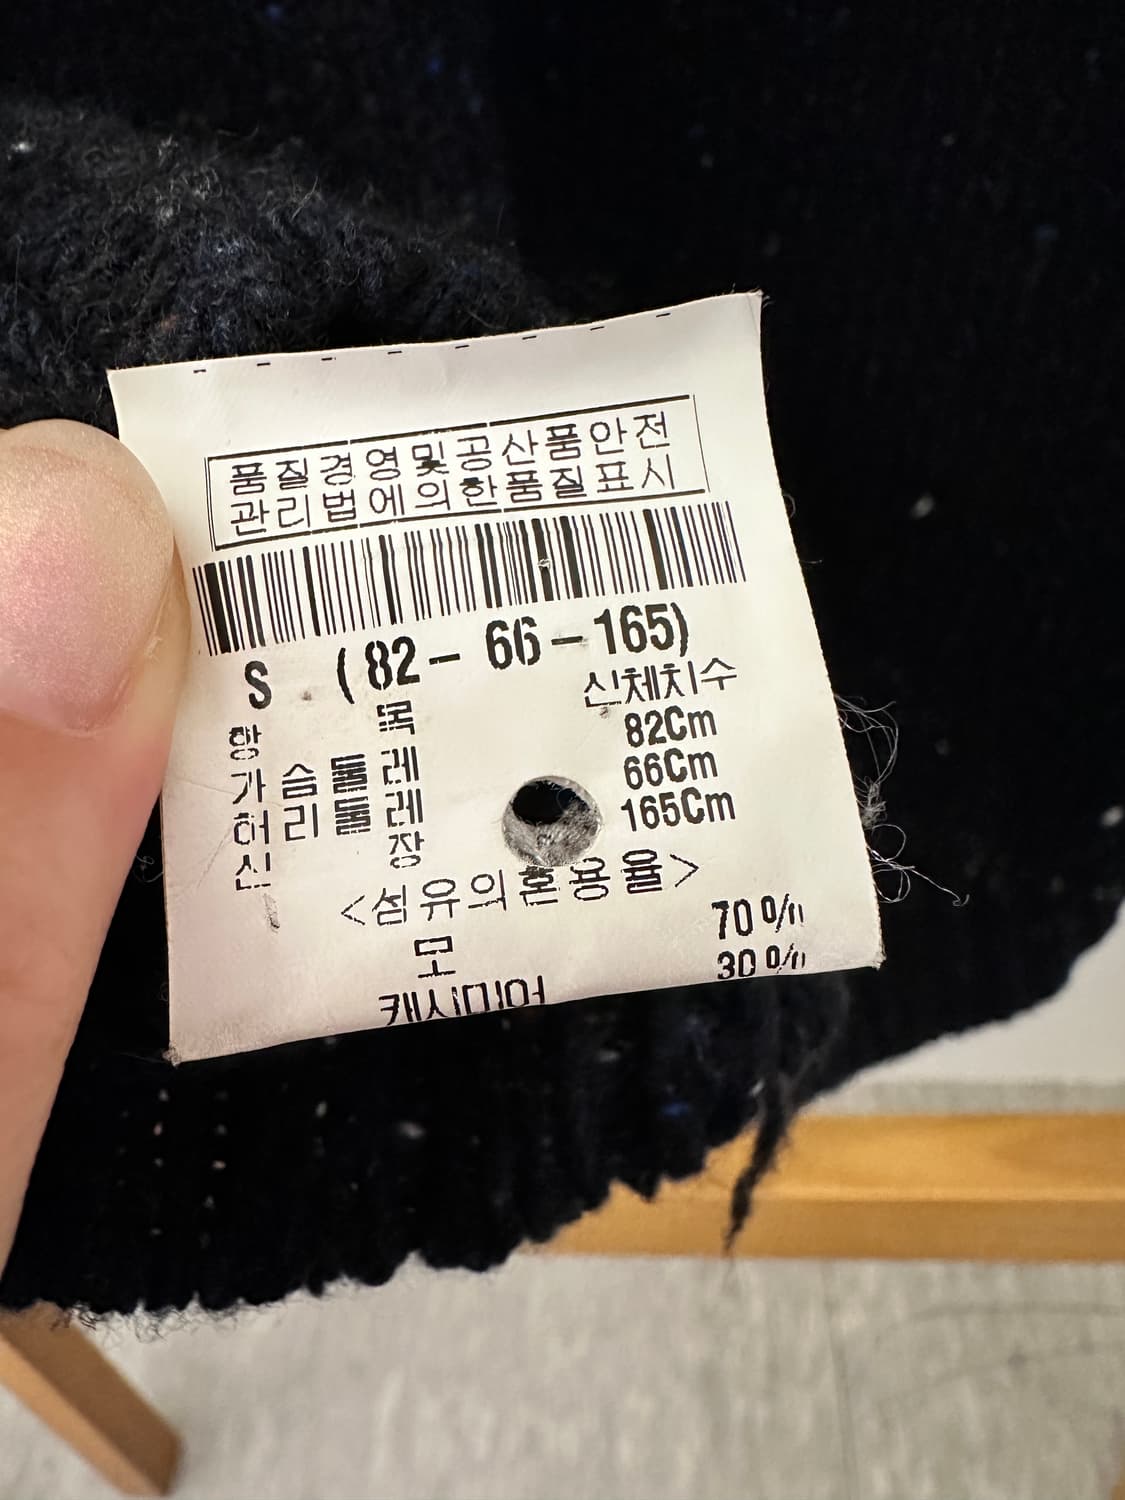 품질경영및공산품안전
관리법에의한품질표시
S (82-66-165)
항 목 신체치수
가슴둘레 82Cm
허리둘레 66Cm
신 장 165Cm
<섬유의혼용율>
모 70%
캐시미어 30%